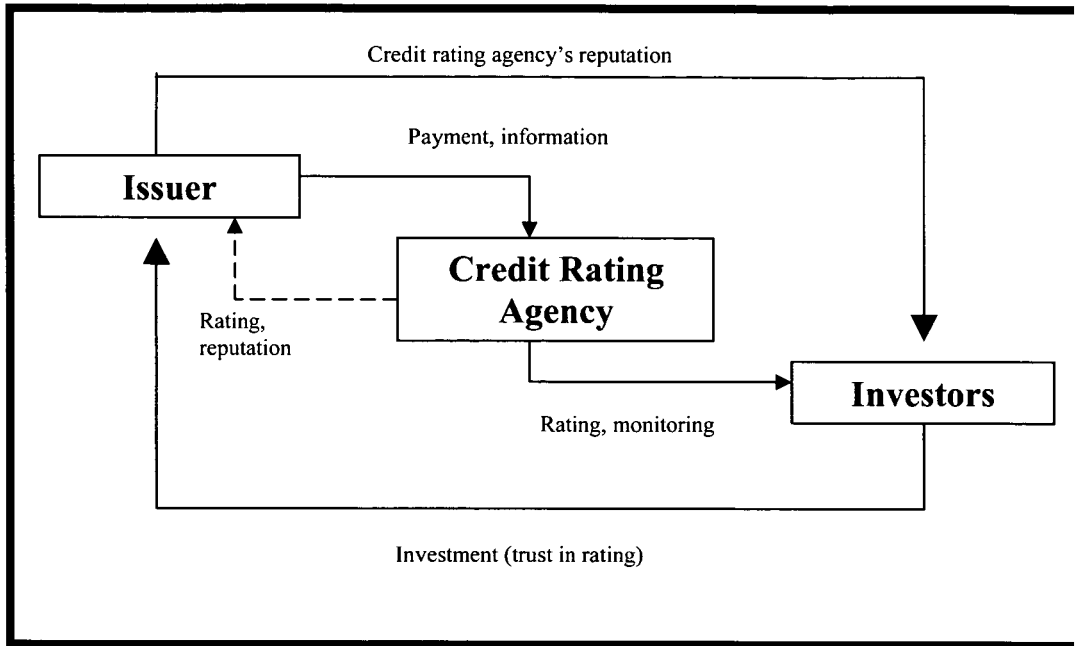 Credit rating agency’s reputation
Payment, information
Issuer
Credit Rating
Agency
Rating,
reputation
Investors
Rating, monitoring
Investment (trust in rating)